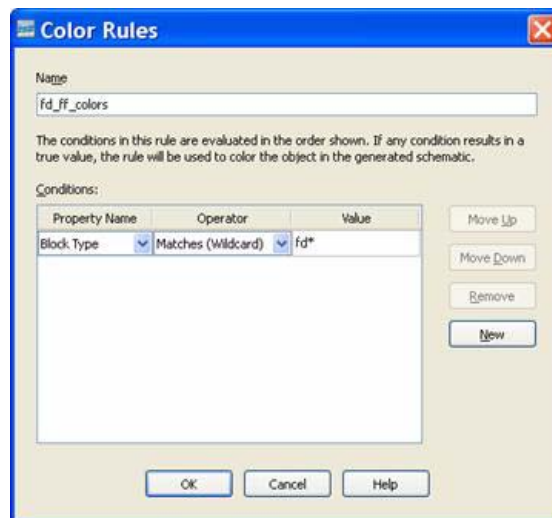 Color Rules
Name
fd_ff_colors
The conditions in this rule are evaluated in the order shown. If any condition results in a
true value, the rule will be used to color the object in the generated schematic.
Conditions:
Property Name Operator Value
Block Type Matches (Wildcard) fd*
Move Up
Move Down
Remove
New
OK Cancel Help